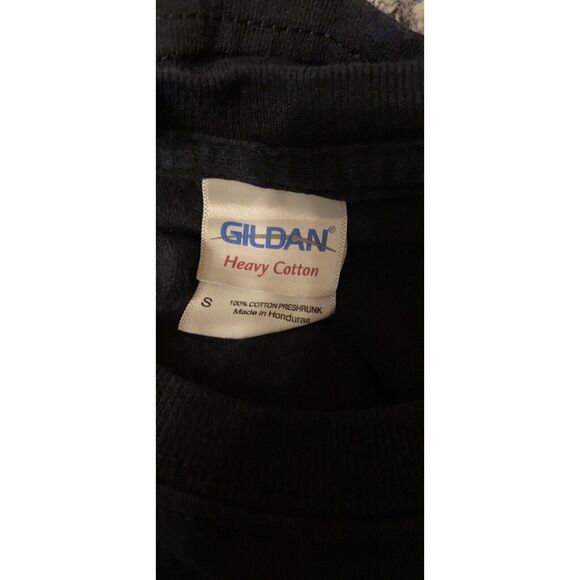 GILDAN®
Heavy Cotton
S 100% COTTON PRESHRUNK
Made in Honduras